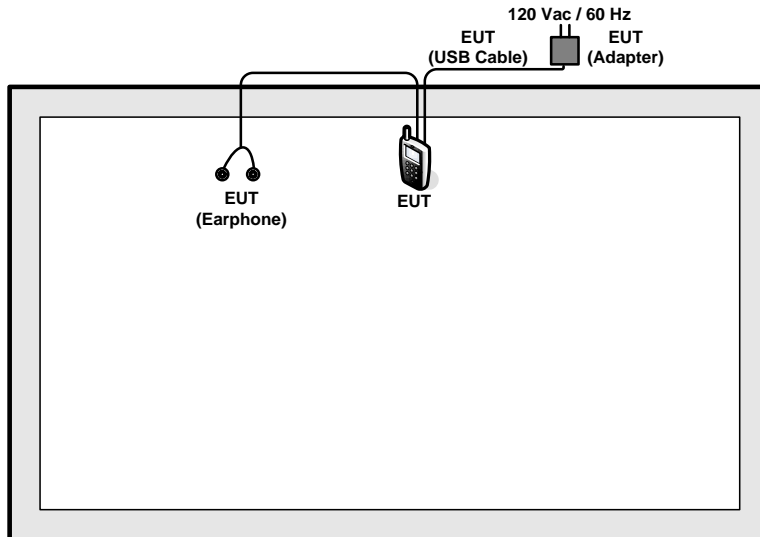 120 Vac / 60 Hz
EUT
(USB Cable)
EUT
(Adapter)
EUT
(Earphone)
EUT